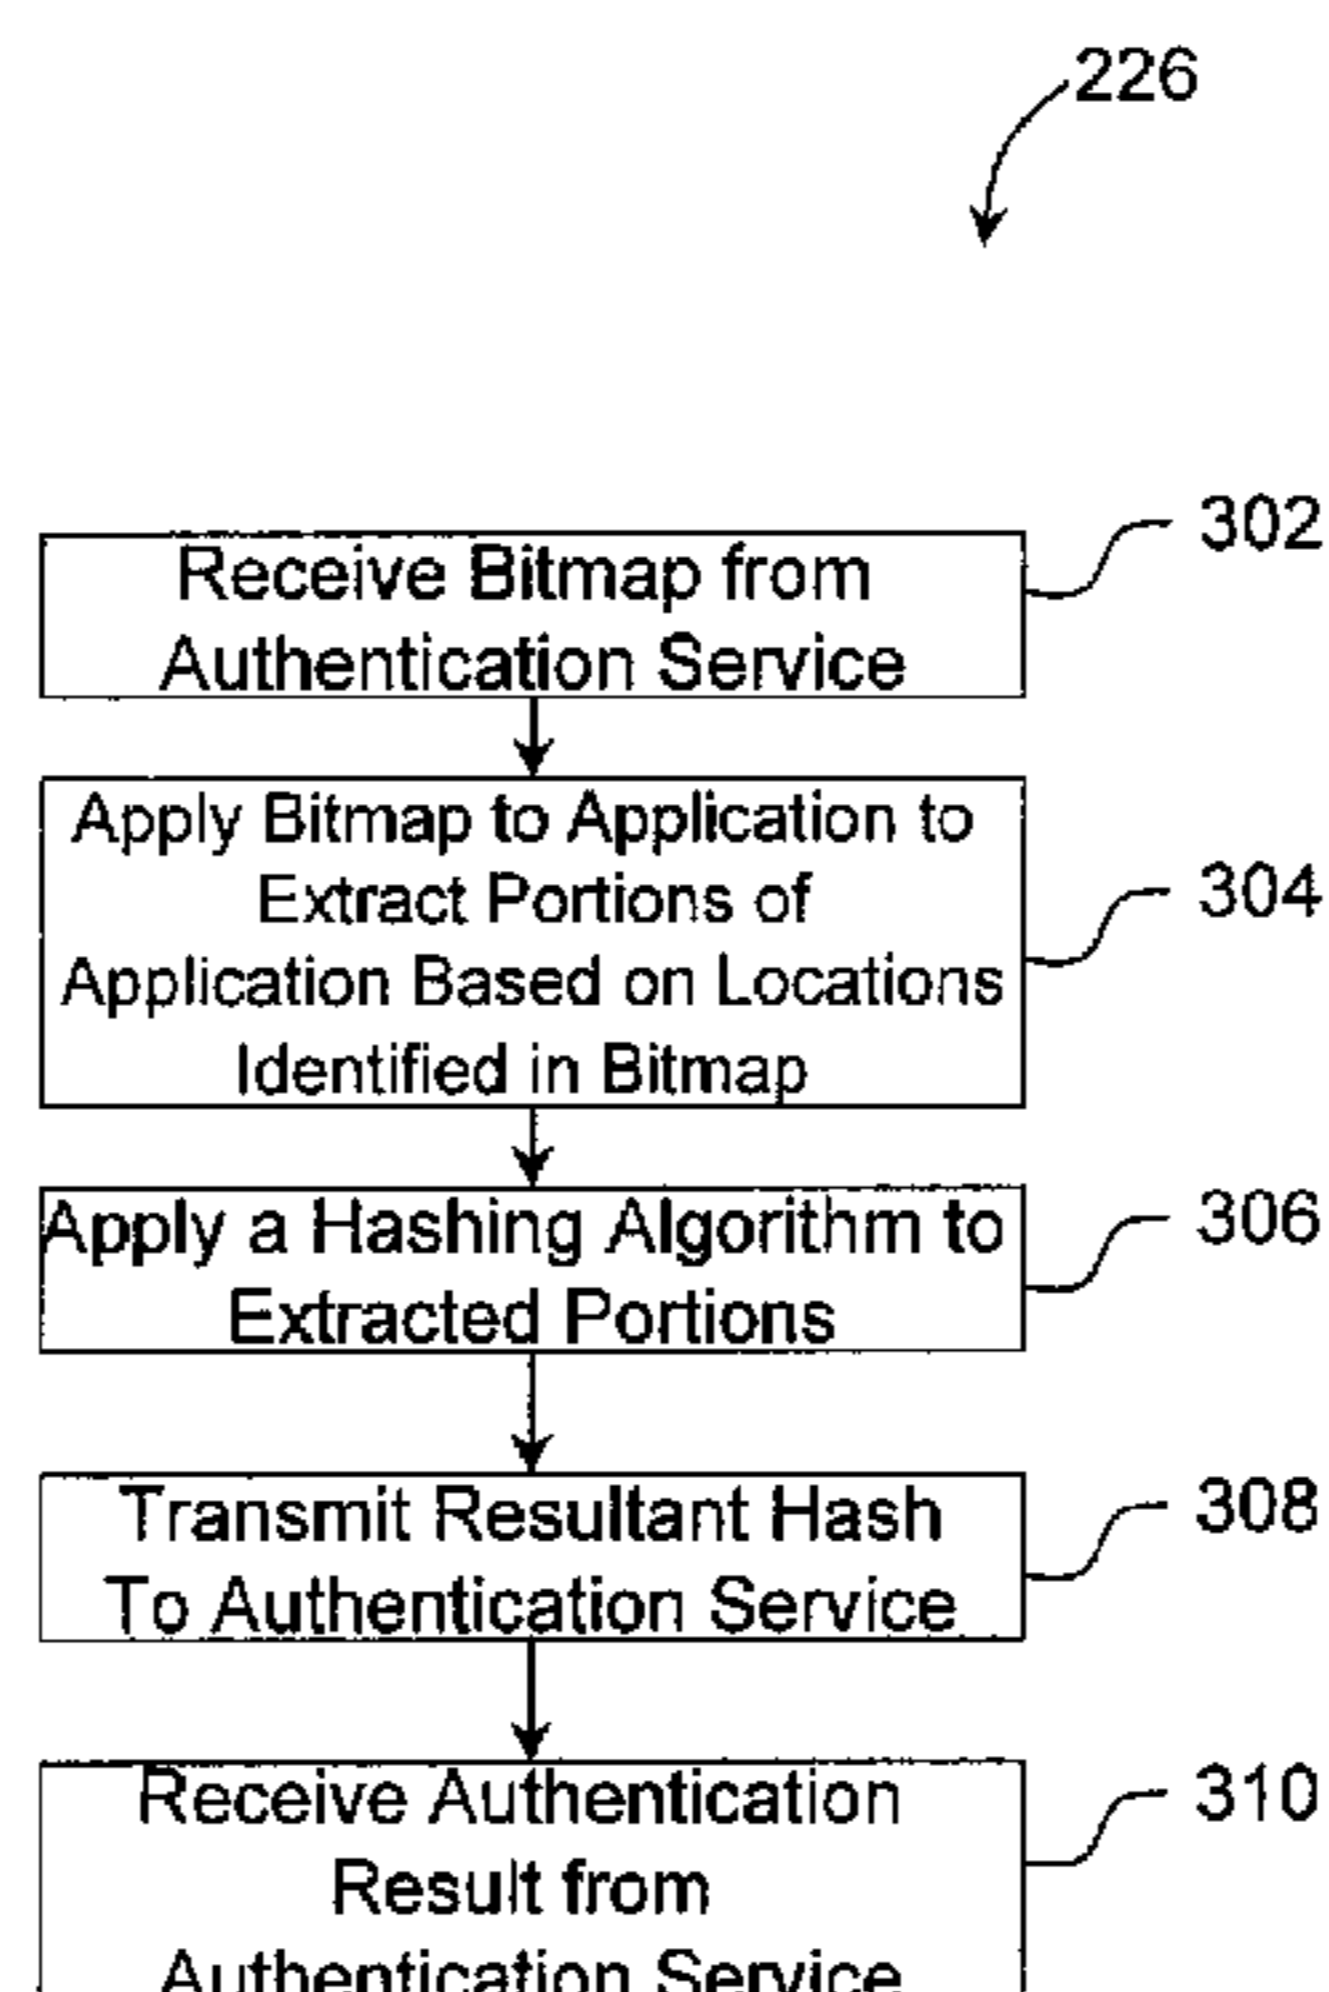 226
302
Receive Bitmap from
Authentication Service
304
Apply Bitmap to Application to
Extract Portions of
Application Based on Locations
Identified in Bitmap
306
Apply a Hashing Algorithm to
Extracted Portions
308
Transmit Resultant Hash
To Authentication Service
310
Receive Authentication
Result from
Authentication Service